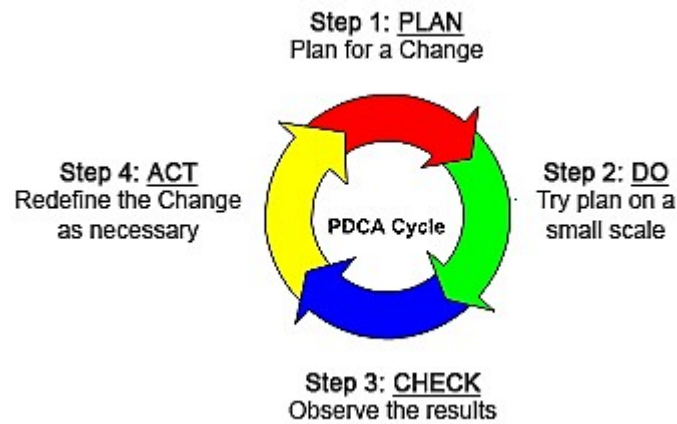 Step 1: PLAN
Plan for a Change
Step 2: DO
Try plan on a
small scale
Step 3: CHECK
Observe the results
Step 4: ACT
Redefine the Change
as necessary
PDCA Cycle